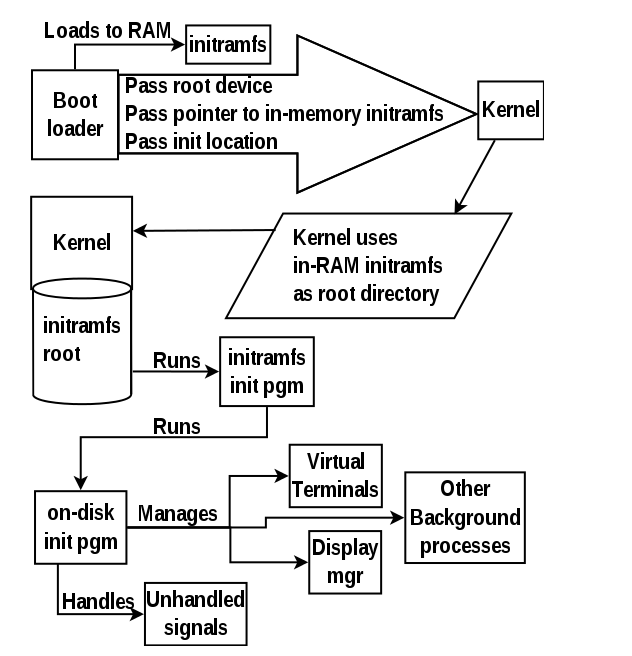 Loads to RAM
initramfs
Boot
loader
Pass root device
Pass pointer to in-memory initramfs
Pass init location
Kernel
Kernel
Kernel uses
in-RAM initramfs
as root directory
initramfs
root
Runs
initramfs
init pgm
Runs
on-disk
init pgm
Manages
Virtual
Terminals
Other
Background
processes
Display
mgr
Handles
Unhandled
signals